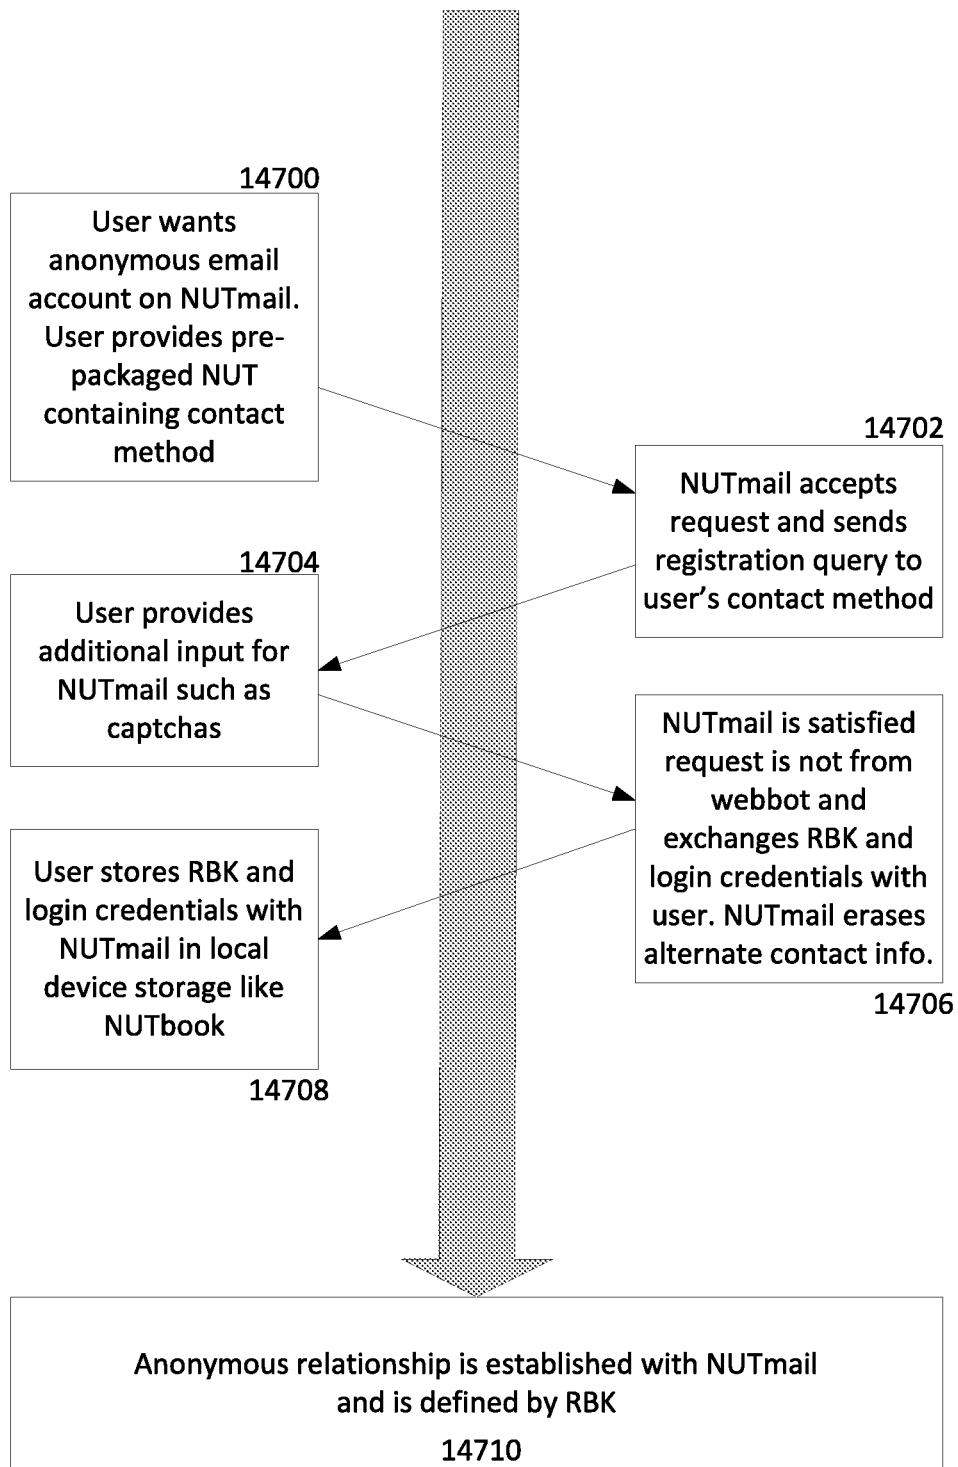 14700
User wants
anonymous email
account on NUTmail.
User provides pre-
packaged NUT
containing contact
method
14702
NUTmail accepts
request and sends
registration query to
user's contact method
14704
User provides
additional input for
NUTmail such as
captchas
NUTmail is satisfied
request is not from
webbot and
exchanges RBK and
login credentials with
user. NUTmail erases
alternate contact info.
14706
User stores RBK and
login credentials with
NUTmail in local
device storage like
NUTbook
14708
Anonymous relationship is established with NUTmail
and is defined by RBK
14710